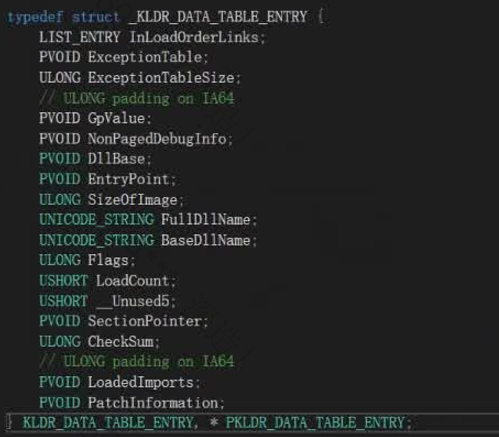 typedef struct _KLDR_DATA_TABLE_ENTRY {
LIST_ENTRY InLoadOrderLinks;
PVOID ExceptionTable;
ULONG ExceptionTableSize;
// ULONG padding on IA64
PVOID GpValue;
PVOID NonPagedDebugInfo;
PVOID DllBase;
PVOID EntryPoint;
ULONG SizeOfImage;
UNICODE_STRING FullDllName;
UNICODE_STRING BaseDllName;
ULONG Flags;
USHORT LoadCount;
USHORT __Unused5;
PVOID SectionPointer;
ULONG CheckSum;
// ULONG padding on IA64
PVOID LoadedImports;
PVOID PatchInformation;
} KLDR_DATA_TABLE_ENTRY, * PKLDR_DATA_TABLE_ENTRY;